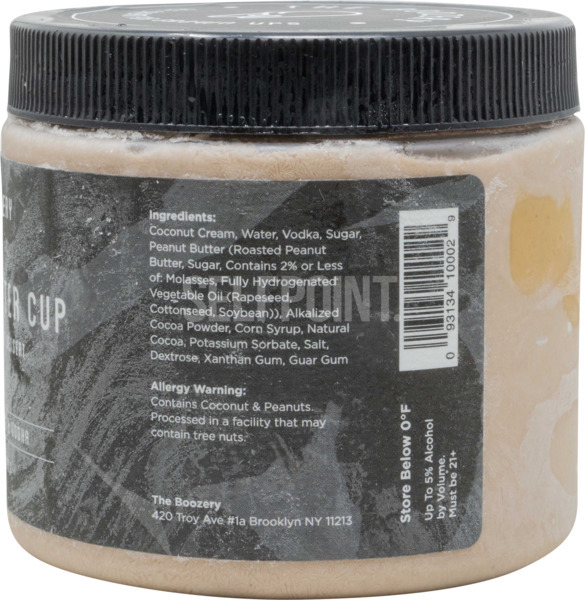 UPS
ER CUP
Ingredients:
Coconut Cream, Water, Vodka, Sugar,
Peanut Butter (Roasted Peanut
Butter, Sugar, Contains 2% or Less
of: Molasses, Fully Hydrogenated
Vegetable Oil (Rapeseed,
Cottonseed, Soybean)), Alkalized
Cocoa Powder, Corn Syrup, Natural
Cocoa, Potassium Sorbate, Salt,
Dextrose, Xanthan Gum, Guar Gum
Allergy Warning:
Contains Coconut & Peanuts.
Processed in a facility that may
contain tree nuts.
The Boozery
420 Troy Ave #1a Brooklyn NY 11213
0 93134 10002 9
Store Below 0°F
Up To 5% Alcohol
by Volume.
Must be 21+
POINT